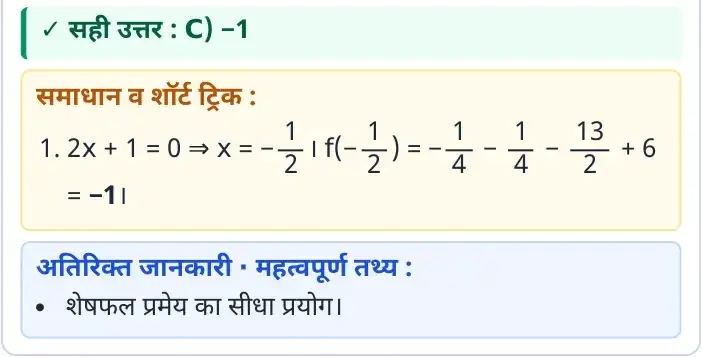 ✓ सही उत्तर : C) −1
समाधान व शॉर्ट ट्रिक :
1. 2x + 1 = 0 ⇒ x = −1/2 । f(−1/2) = −1/4 − 1/4 − 13/2 + 6
= −1।
अतिरिक्त जानकारी · महत्वपूर्ण तथ्य :
• शेषफल प्रमेय का सीधा प्रयोग।